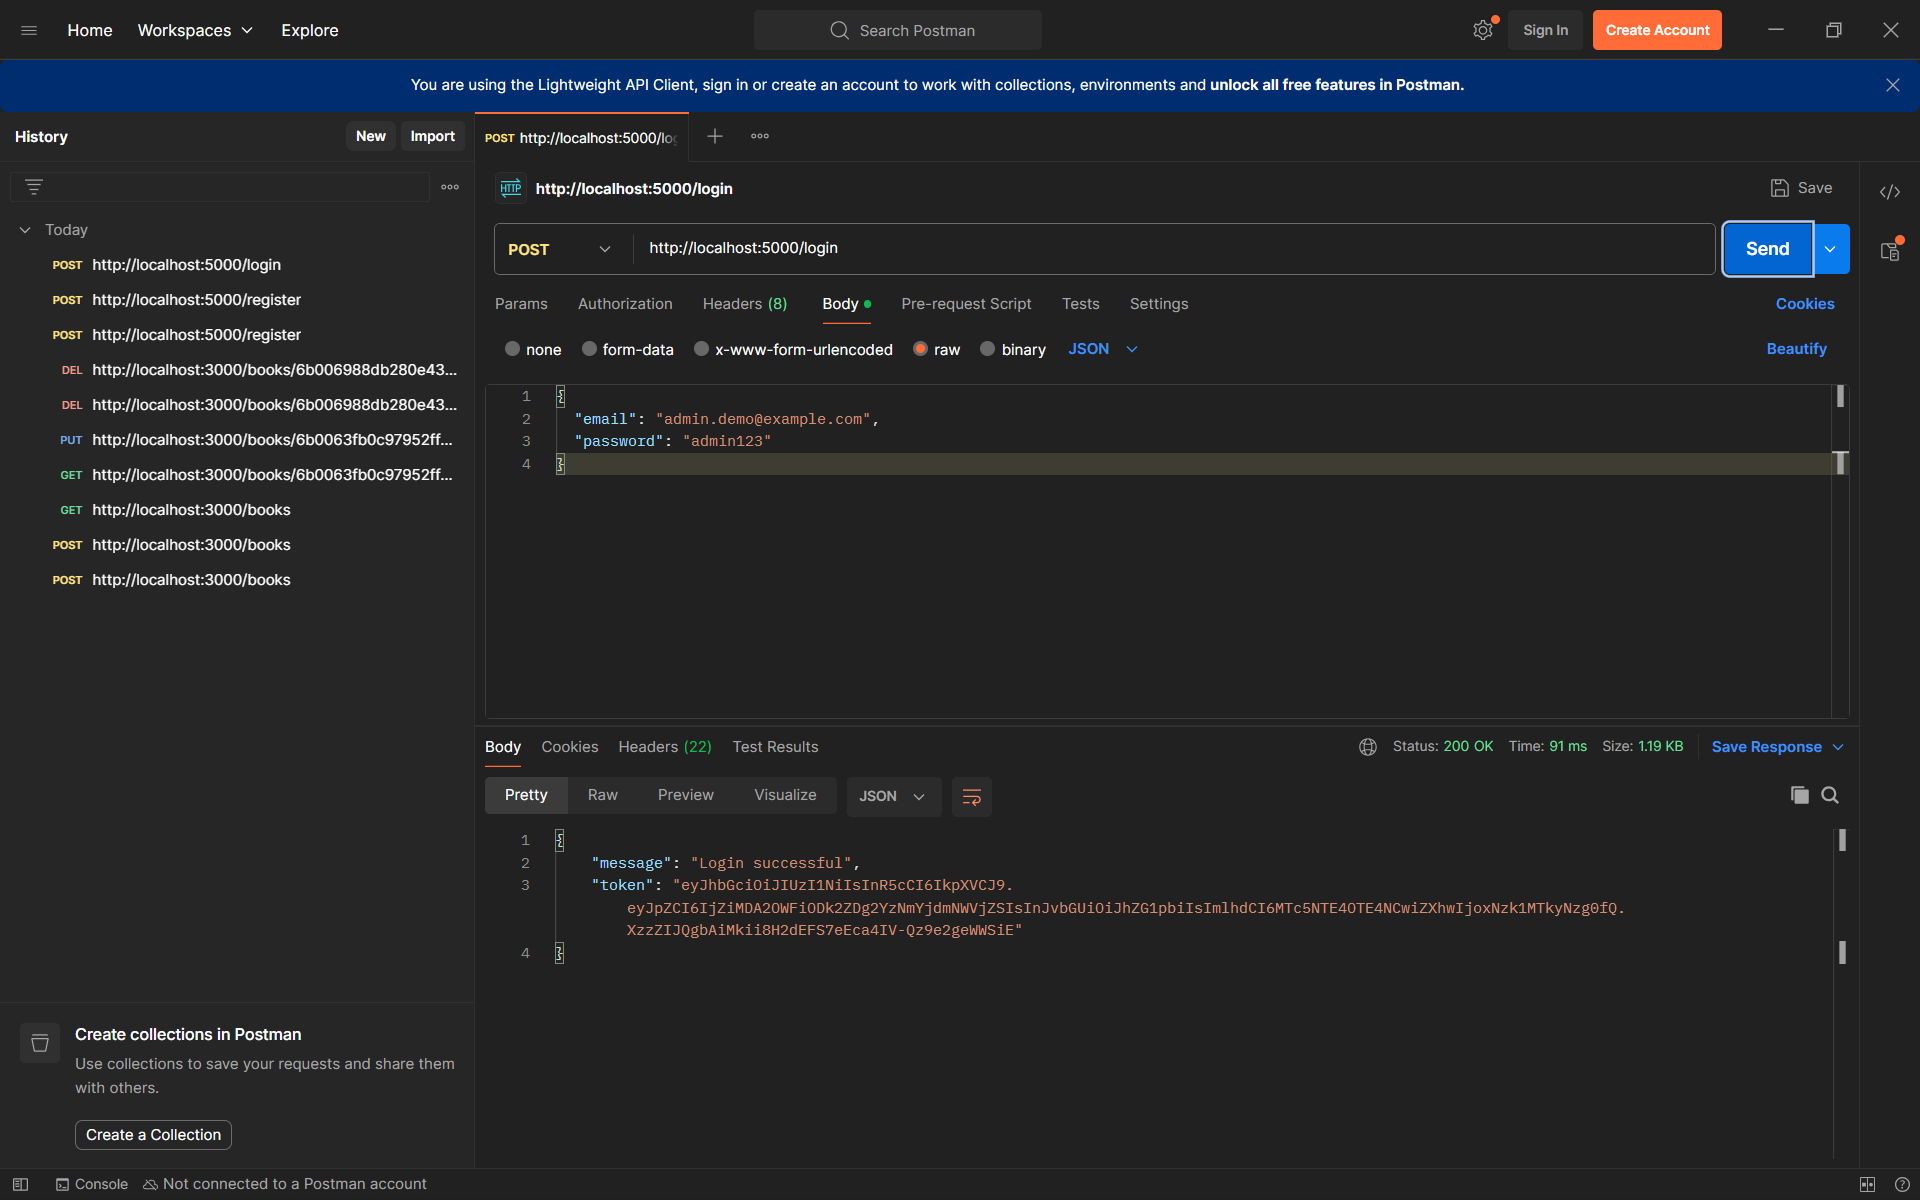 Home
Workspaces
Explore
Search Postman
Sign In
Create Account
You are using the Lightweight API Client, sign in or create an account to work with collections, environments and unlock all free features in Postman.
History
New
Import
POST http://localhost:5000/log
Today
POST http://localhost:5000/login
POST http://localhost:5000/register
POST http://localhost:5000/register
DEL http://localhost:3000/books/6b006988db280e43...
DEL http://localhost:3000/books/6b006988db280e43...
PUT http://localhost:3000/books/6b0063fb0c97952ff...
GET http://localhost:3000/books/6b0063fb0c97952ff...
GET http://localhost:3000/books
POST http://localhost:3000/books
POST http://localhost:3000/books
Create collections in Postman
Use collections to save your requests and share them
with others.
Create a Collection
HTTP http://localhost:5000/login
Save
POST http://localhost:5000/login
Send
Params Authorization Headers (8) Body Pre-request Script Tests Settings Cookies
none form-data x-www-form-urlencoded raw binary JSON Beautify
1 {
2 "email": "admin.demo@example.com",
3 "password": "admin123"
4 }
Body Cookies Headers (22) Test Results
Status: 200 OK Time: 91 ms Size: 1.19 KB Save Response
Pretty Raw Preview Visualize JSON
1 {
2 "message": "Login successful",
3 "token": "eyJhbGciOiJIUzI1NiIsInR5cCI6IkpXVCJ9.
eyJpZCI6IjZiMDA2OWFiODk2ZDg2YzNmYjdmNWVjZSIsInJvbGUiOiJhZG1pbiIsImlhdCI6MTc5NTE4OTE4NCwiZXhwIjoxNzk1MTkyNzg0fQ.
XzzZIJQgbAiMkii8H2dEFS7eEca4IV-Qz9e2geWWSiE"
4 }
Console
Not connected to a Postman account